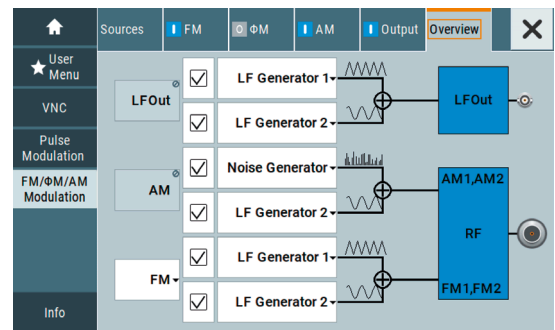 Sources
I FM
O ΦM
I AM
I Output
Overview
User
Menu
VNC
Pulse
Modulation
FM/ΦM/AM
Modulation
Info
LFOut
LF Generator 1
LF Generator 2
LFOut
AM
Noise Generator
LF Generator 2
AM1,AM2
RF
FM
LF Generator 1
LF Generator 2
FM1,FM2